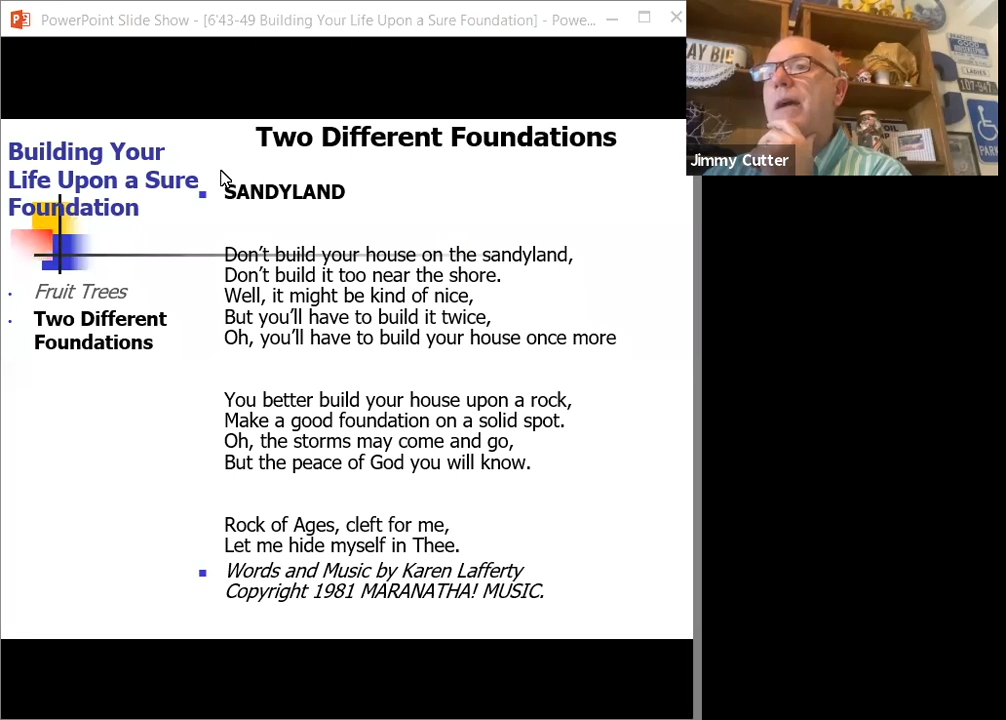 PowerPoint Slide Show - [6'43-49 Building Your Life Upon a Sure Foundation] - Powe...
Jimmy Cutter
GOOD
LADIES
107-947
PARK
OIL
Building Your
Life Upon a Sure
Foundation
Fruit Trees
Two Different
Foundations
Two Different Foundations
SANDYLAND
Don't build your house on the sandyland,
Don't build it too near the shore.
Well, it might be kind of nice,
But you'll have to build it twice,
Oh, you'll have to build your house once more
You better build your house upon a rock,
Make a good foundation on a solid spot.
Oh, the storms may come and go,
But the peace of God you will know.
Rock of Ages, cleft for me,
Let me hide myself in Thee.
Words and Music by Karen Lafferty
Copyright 1981 MARANATHA! MUSIC.